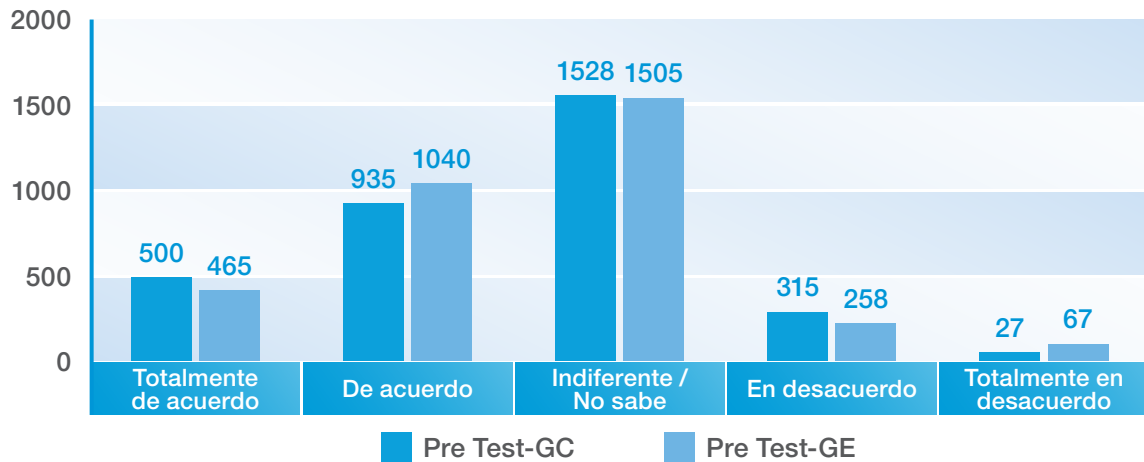 2000
1500
1000
500
0
500
465
935
1040
1528
1505
315
258
27
67
Totalmente
de acuerdo
De acuerdo
Indiferente /
No sabe
En desacuerdo
Totalmente en
desacuerdo
Pre Test-GC
Pre Test-GE